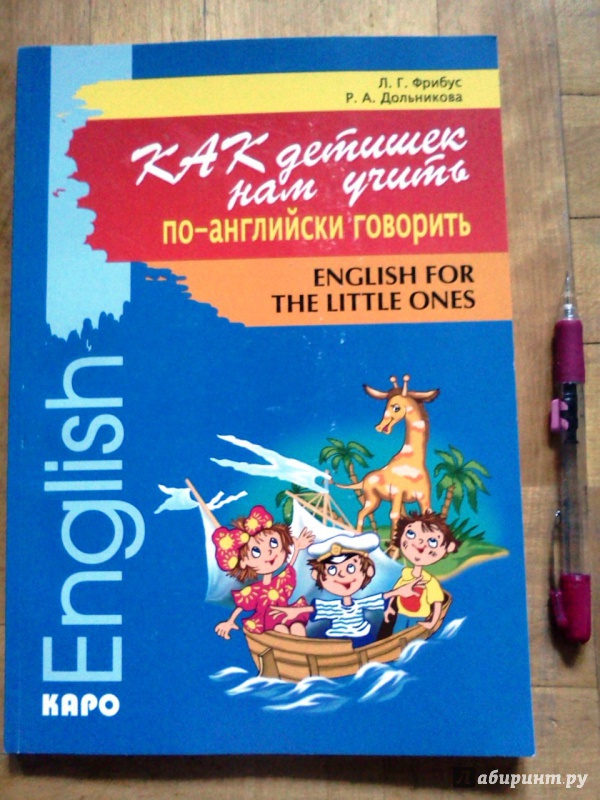 Л. Г. Фрибус
Р. А. Дольникова
КАК детишек
нам учить
по-английски говорить
ENGLISH FOR
THE LITTLE ONES
English
КАРО
Лабиринт.ру